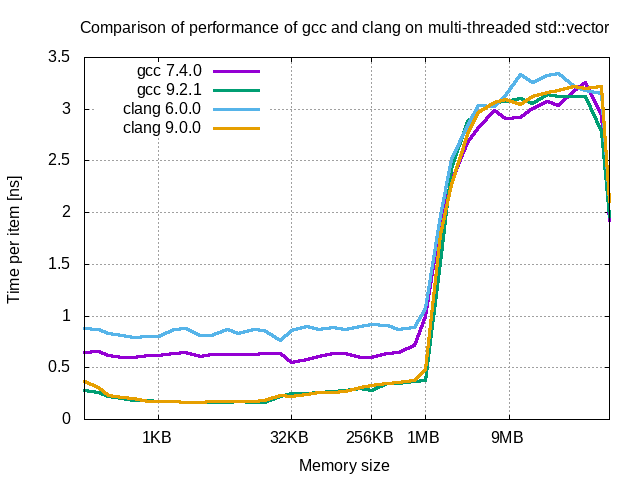 Comparison of performance of gcc and clang on multi-threaded std::vector
3.5
3
2.5
2
1.5
1
0.5
0
Time per item [ns]
gcc 7.4.0
gcc 9.2.1
clang 6.0.0
clang 9.0.0
1KB 32KB 256KB 1MB 9MB
Memory size